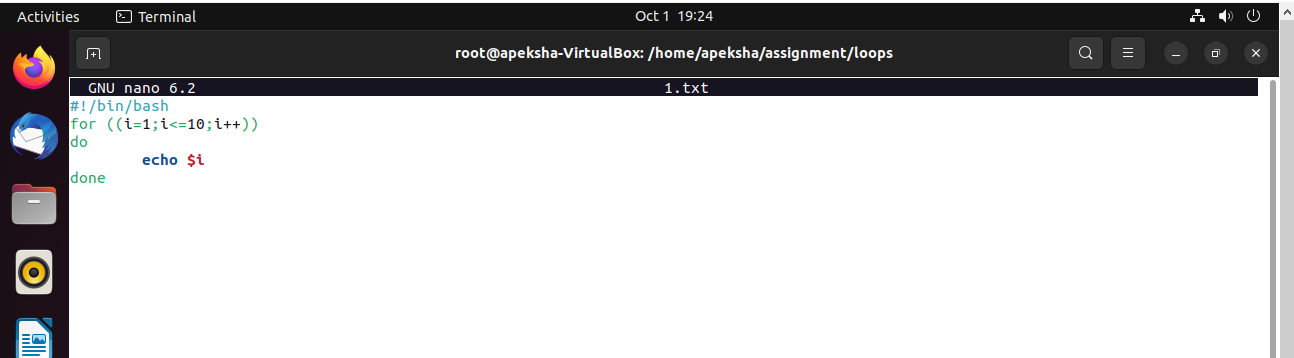 Activities Terminal Oct 1 19:24
root@apeksha-VirtualBox: /home/apeksha/assignment/loops
GNU nano 6.2 1.txt
#!/bin/bash
for ((i=1;i<=10;i++))
do
        echo $i
done